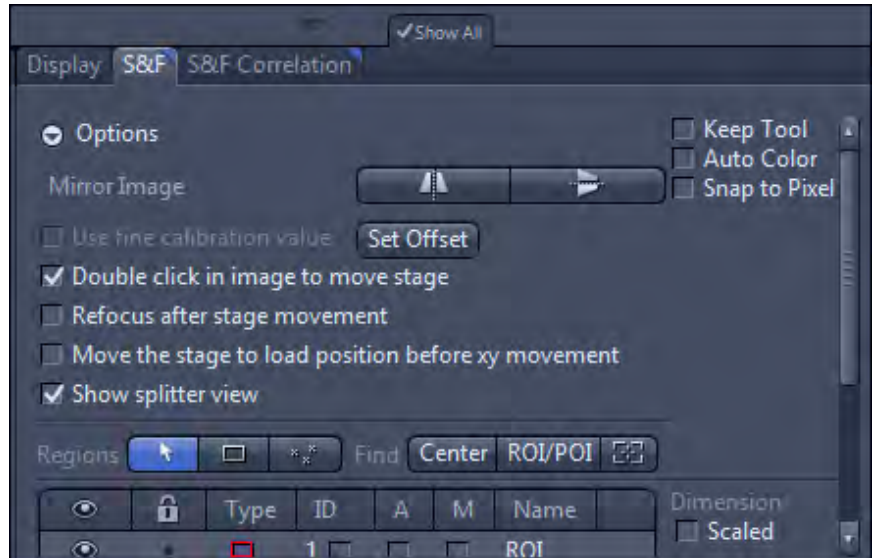 Show All
Display S&F S&F Correlation
Options
Keep Tool
Auto Color
Mirror Image
Snap to Pixel
Use fine calibration value Set Offset
Double click in image to move stage
Refocus after stage movement
Move the stage to load position before xy movement
Show splitter view
Regions Find Center ROI/POI
Type ID A M Name
Dimension
Scaled
1 ROI